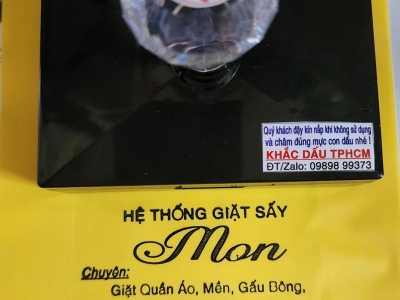 Quý khách đậy kín nắp khi không sử dụng
và châm đúng mực con dấu nhé !
KHẮC DẤU TPHCM
ĐT/Zalo: 09898 99373
HỆ THỐNG GIẶT SẤY
Mon
Chuyên:
Giặt Quần Áo, Mền, Gấu Bông,